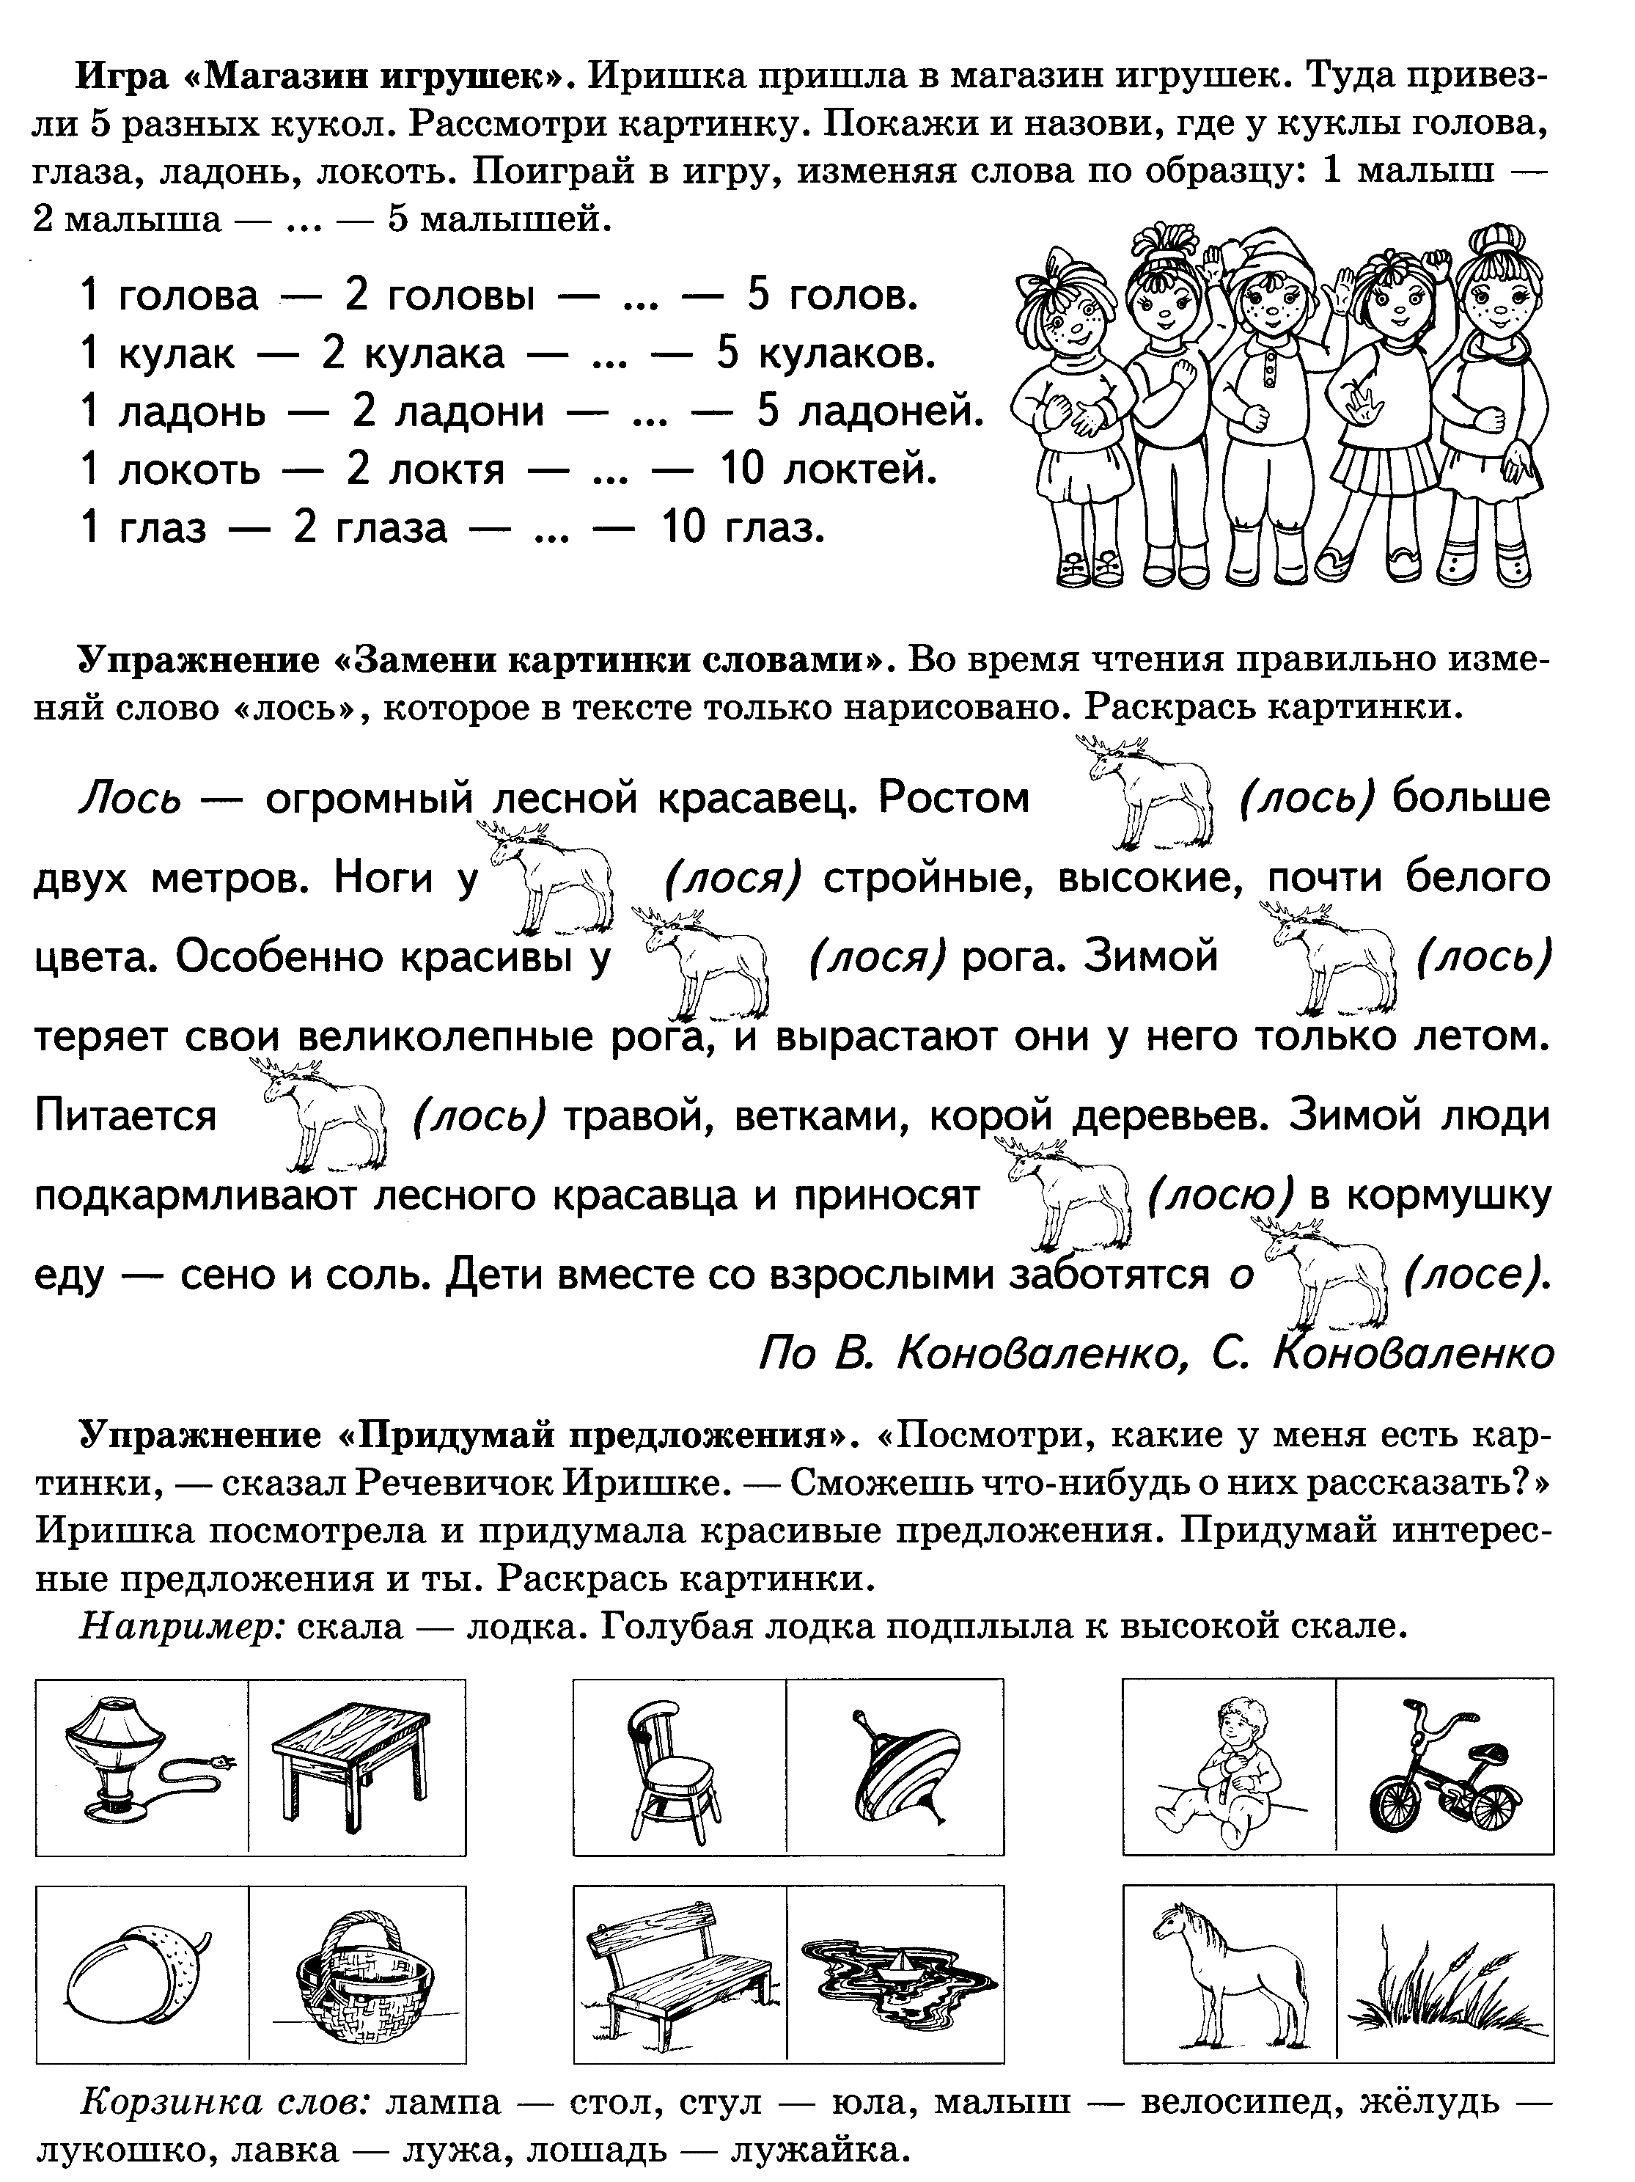 Игра «Магазин игрушек». Иришка пришла в магазин игрушек. Туда привез-
ли 5 разных кукол. Рассмотри картинку. Покажи и назови, где у куклы голова,
глаза, ладонь, локоть. Поиграй в игру, изменяя слова по образцу: 1 малыш —
2 малыша — ... — 5 малышей.
1 голова — 2 головы — ... — 5 голов.
1 кулак — 2 кулака — ... — 5 кулаков.
1 ладонь — 2 ладони — ... — 5 ладоней.
1 локоть — 2 локтя — ... — 10 локтей.
1 глаз — 2 глаза — ... — 10 глаз.
Упражнение «Замени картинки словами». Во время чтения правильно изме-
няй слово «лось», которое в тексте только нарисовано. Раскрась картинки.
Лось — огромный лесной красавец. Ростом (лось) больше
двух метров. Ноги у (лося) стройные, высокие, почти белого
цвета. Особенно красивы у (лося) рога. Зимой (лось)
теряет свои великолепные рога, и вырастают они у него только летом.
Питается (лось) травой, ветками, корой деревьев. Зимой люди
подкармливают лесного красавца и приносят (лосю) в кормушку
еду — сено и соль. Дети вместе со взрослыми заботятся о (лосе).
По В. Коноваленко, С. Коноваленко
Упражнение «Придумай предложения». «Посмотри, какие у меня есть кар-
тинки, — сказал Речевичок Иришке. — Сможешь что-нибудь о них рассказать?»
Иришка посмотрела и придумала красивые предложения. Придумай интерес-
ные предложения и ты. Раскрась картинки.
Например: скала — лодка. Голубая лодка подплыла к высокой скале.
Корзинка слов: лампа — стол, стул — юла, малыш — велосипед, жёлудь —
лукошко, лавка — лужа, лошадь — лужайка.